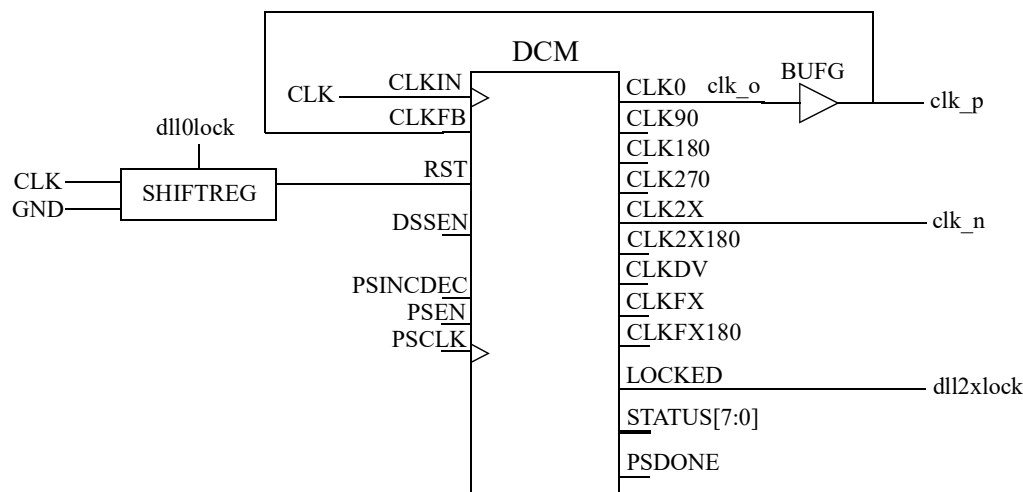 DCM
BUFG
CLKIN
CLK0
clk_o
CLK
clk_p
CLKFB
CLK90
dll0lock
CLK180
RST
CLK
SHIFTREG
CLK270
GND
CLK2X
DSSEN
clk_n
CLK2X180
CLKDV
PSINCDEC
CLKFX
PSEN
CLKFX180
PSCLK
LOCKED
dll2xlock
STATUS[7:0]
PSDONE